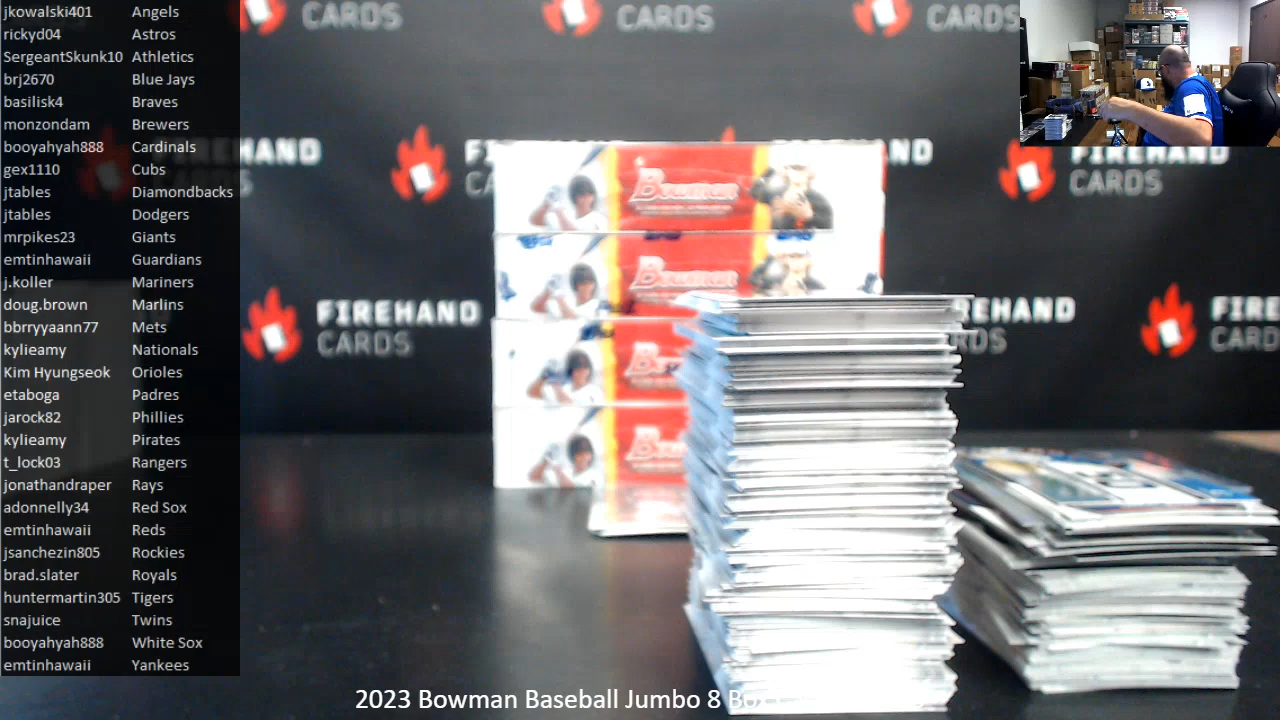 jkowalski401 Angels
rickyd04 Astros
SergeantSkunk10 Athletics
brj2670 Blue Jays
basilisk4 Braves
monzondam Brewers
booyahyah888 Cardinals
gex1110 Cubs
jtables Diamondbacks
jtables Dodgers
mrpikes23 Giants
emtinhawaii Guardians
j.koller Mariners
doug.brown Marlins
bbrryyaann77 Mets
kylieamy Nationals
Kim Hyungseok Orioles
etaboga Padres
jarock82 Phillies
kylieamy Pirates
t_lock03 Rangers
jonathandraper Rays
adonnelly34 Red Sox
emtinhawaii Reds
jsanchezin805 Rockies
brad.slater Royals
huntermartin305 Tigers
snajuice Twins
booyahyah888 White Sox
emtinhawaii Yankees
CARDS
CARDS
CARDS
FIREHAND
CARDS
FIREHAND
CARDS
FIREHAND
CARDS
Bowman
Bowman
2023 Bowman Baseball Jumbo 8